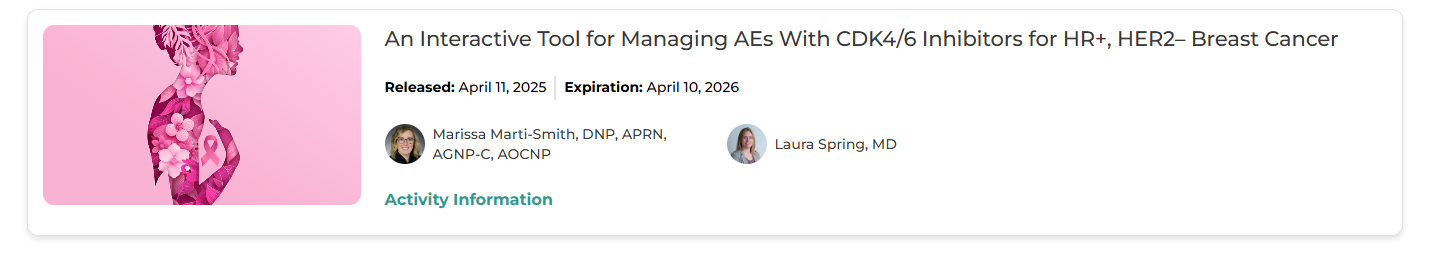 An Interactive Tool for Managing AEs With CDK4/6 Inhibitors for HR+, HER2– Breast Cancer
Released: April 11, 2025 Expiration: April 10, 2026
Marissa Marti-Smith, DNP, APRN,
AGNP-C, AOCNP
Laura Spring, MD
Activity Information